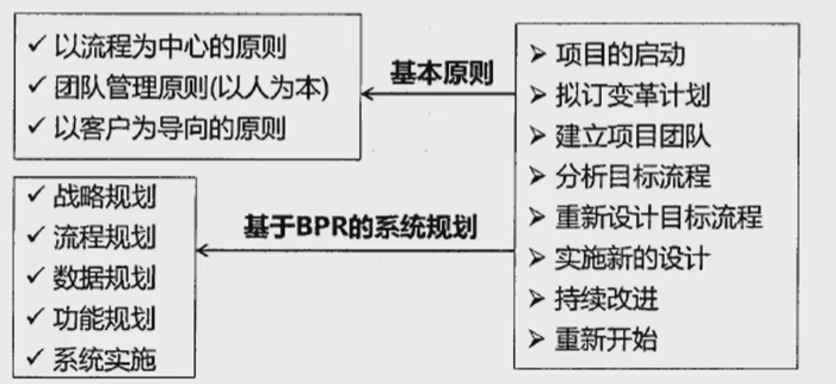 ✓ 以流程为中心的原则
✓ 团队管理原则(以人为本)
✓ 以客户为导向的原则
基本原则
✓ 战略规划
✓ 流程规划
✓ 数据规划
✓ 功能规划
✓ 系统实施
基于BPR的系统规划
➢ 项目的启动
➢ 拟订变革计划
➢ 建立项目团队
➢ 分析目标流程
➢ 重新设计目标流程
➢ 实施新的设计
➢ 持续改进
➢ 重新开始